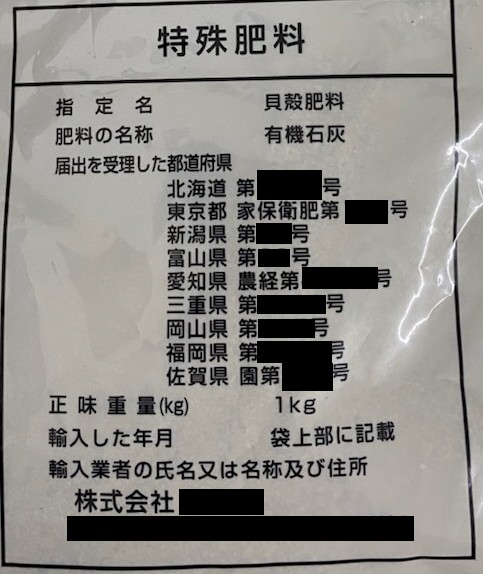 特殊肥料
指定名 貝殻肥料
肥料の名称 有機石灰
届出を受理した都道府県
北海道 第 号
東京都 家保衛肥第 号
新潟県 第 号
富山県 第 号
愛知県 農経第 号
三重県 第 号
岡山県 第 号
福岡県 第 号
佐賀県 園第 号
正味重量(kg) 1kg
輸入した年月 袋上部に記載
輸入業者の氏名又は名称及び住所
株式会社